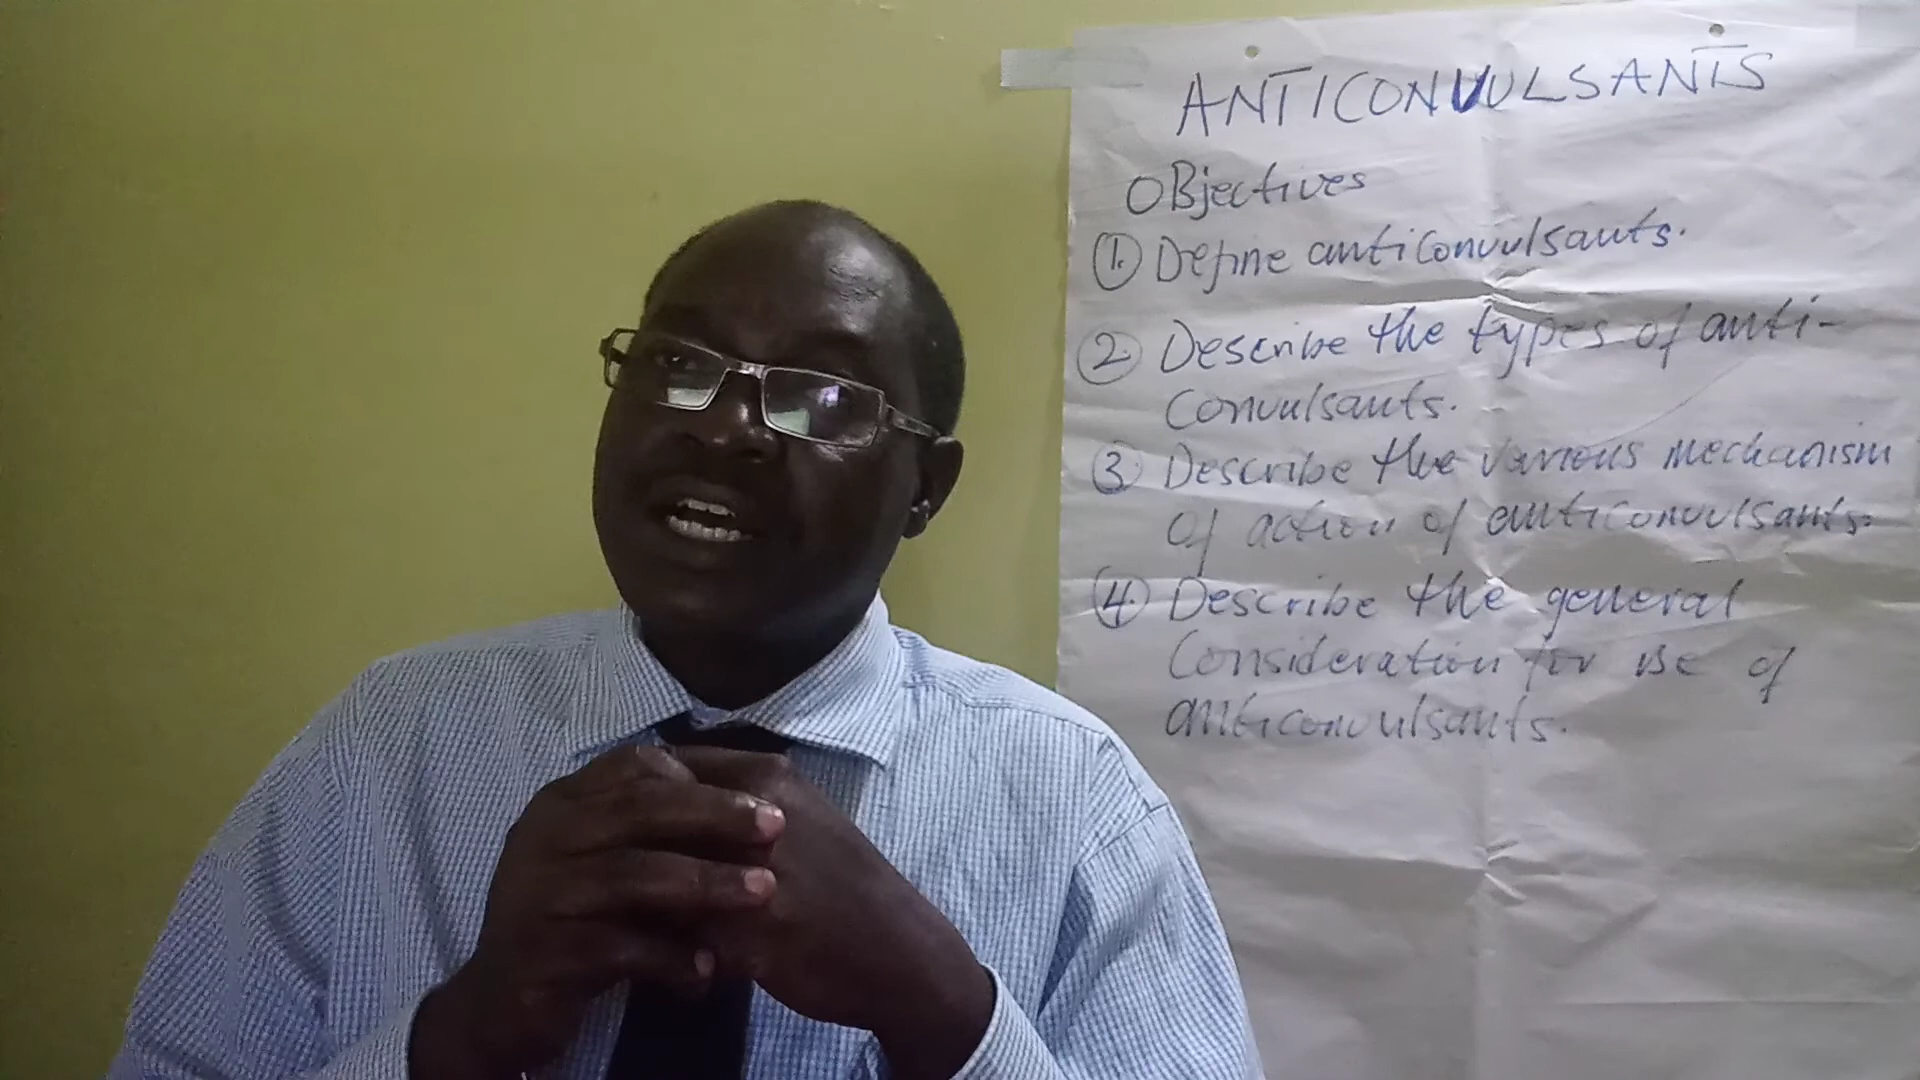 ANTICONVULSANTS
OBjectives
1. Define anticonvulsants.
2. Describe the types of anti-
convulsants.
3. Describe the various mechanism
of action of anticonvulsants.
4. Describe the general
Consideration for use of
anticonvulsants.